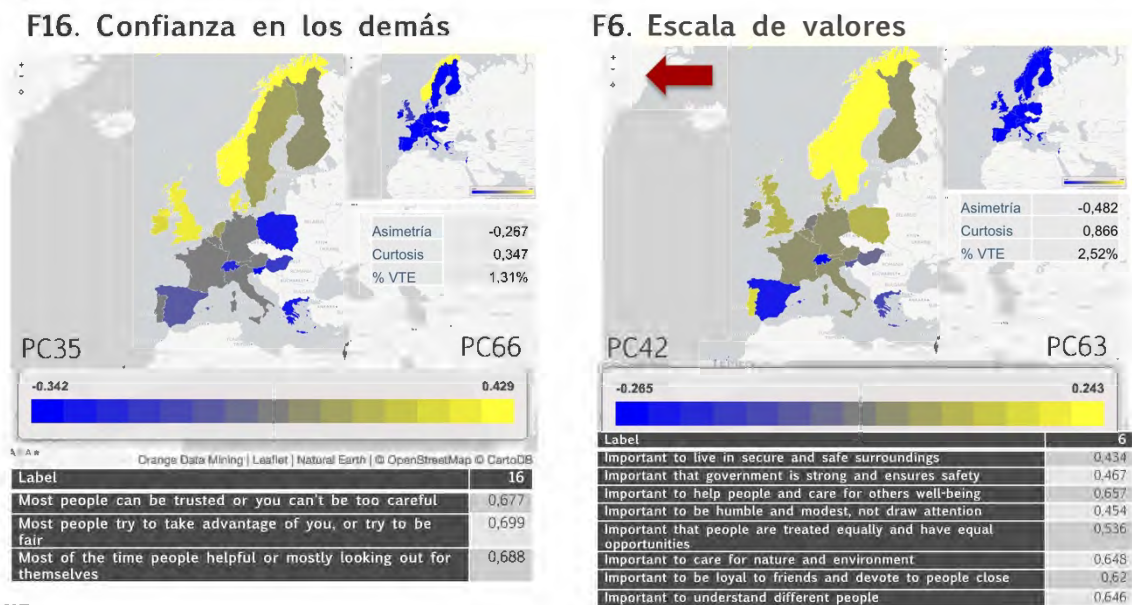 F16. Confianza en los demás
Asimetría -0,267
Curtosis 0,347
% VTE 1,31%
PC35 PC66
-0.342 0.429
Orange Data Mining | Leaflet | Natural Earth | © OpenStreetMap © CartoDB
Label 16
Most people can be trusted or you can't be too careful 0,677
Most people try to take advantage of you, or try to be
fair 0,699
Most of the time people helpful or mostly looking out for
themselves 0,688
F6. Escala de valores
Asimetría -0,482
Curtosis 0,866
% VTE 2,52%
PC42 PC63
-0.265 0.243
Label 6
Important to live in secure and safe surroundings 0,434
Important that government is strong and ensures safety 0,467
Important to help people and care for others well-being 0,657
Important to be humble and modest, not draw attention 0,454
Important that people are treated equally and have equal
opportunities 0,536
Important to care for nature and environment 0,648
Important to be loyal to friends and devote to people close 0,62
Important to understand different people 0,646